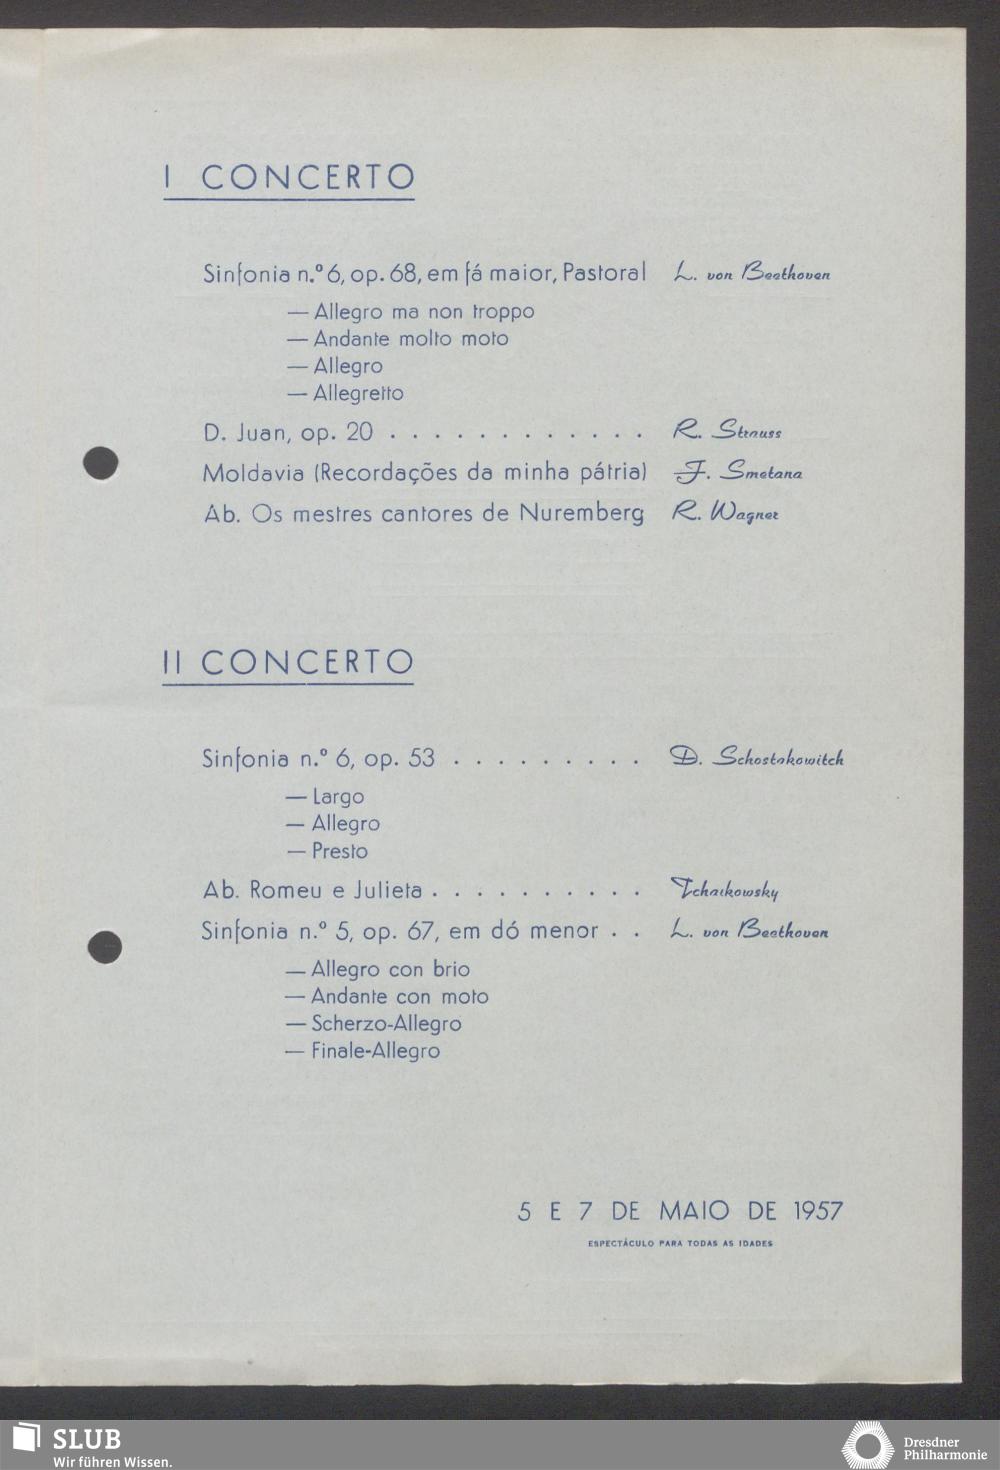 I CONCERTO
Sinfonia n.º 6, op. 68, em fá maior, Pastoral L. von Beethoven
— Allegro ma non troppo
— Andante molto moto
— Allegro
— Allegretto
D. Juan, op. 20 . . . . . . . . . . . . R. Strauss
Moldavia (Recordações da minha pátria) F. Smetana
Ab. Os mestres cantores de Nuremberg R. Wagner
II CONCERTO
Sinfonia n.º 6, op. 53 . . . . . . . . . D. Schostakowitch
— Largo
— Allegro
— Presto
Ab. Romeu e Julieta . . . . . . . . . . Tchaikowsky
Sinfonia n.º 5, op. 67, em dó menor . . L. von Beethoven
— Allegro con brio
— Andante con moto
— Scherzo-Allegro
— Finale-Allegro
5 E 7 DE MAIO DE 1957
ESPECTÁCULO PARA TODAS AS IDADES
SLUB
Wir führen Wissen.
Dresdner
Philharmonie